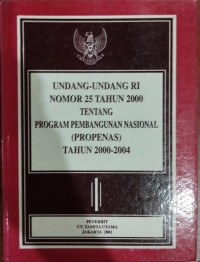 UNDANG-UNDANG RI
NOMOR 25 TAHUN 2000
TENTANG
PROGRAM PEMBANGUNAN NASIONAL
(PROPENAS)
TAHUN 2000-2004
PENERBIT
CV. TAMITA UTAMA
JAKARTA 2001